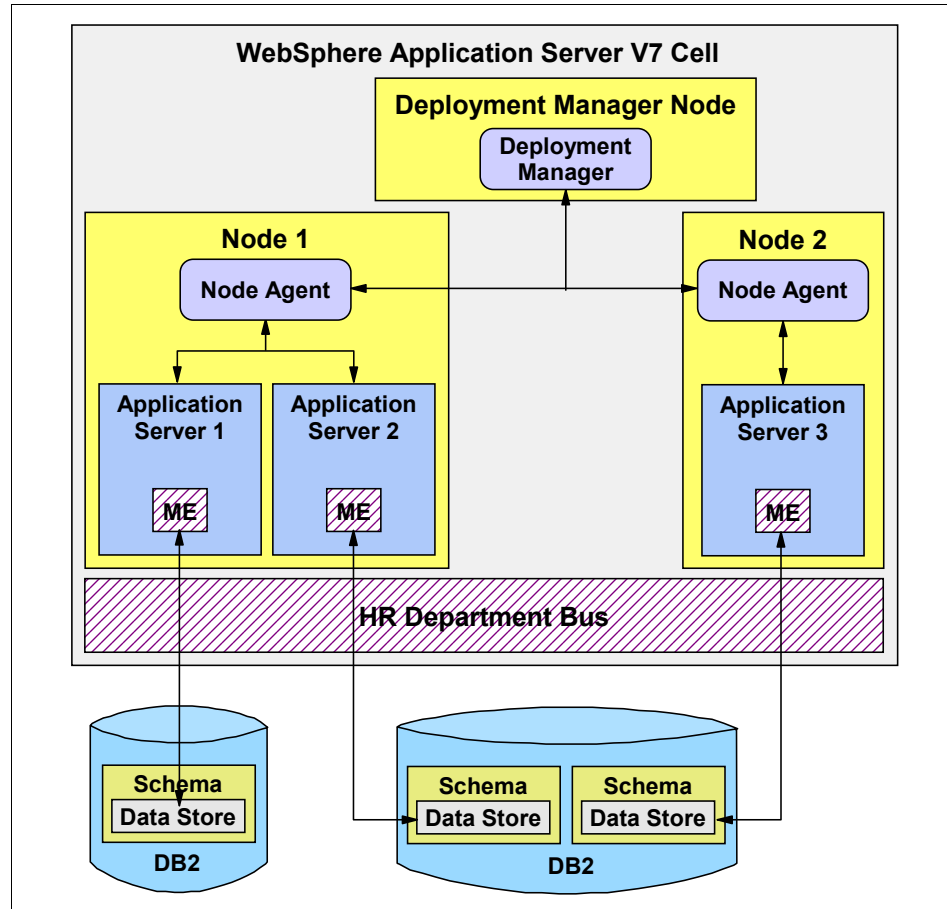 WebSphere Application Server V7 Cell
Deployment Manager Node
Deployment
Manager
Node 1
Node Agent
Application
Server 1
ME
Application
Server 2
ME
Node 2
Node Agent
Application
Server 3
ME
HR Department Bus
Schema
Data Store
DB2
Schema
Data Store
Schema
Data Store
DB2